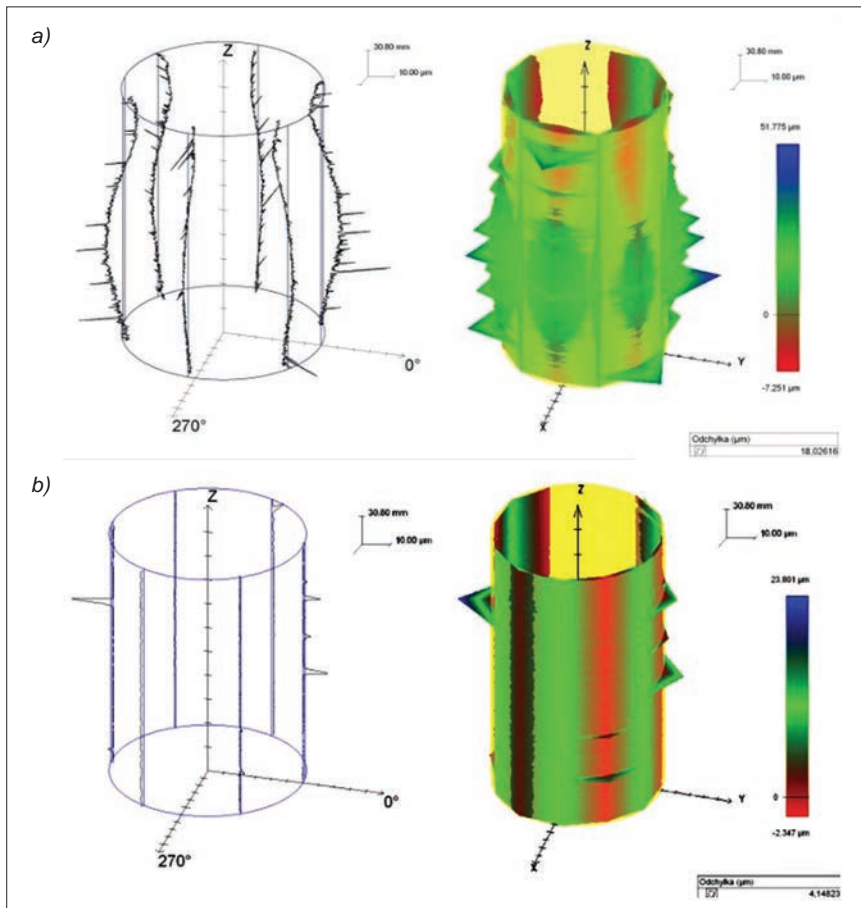 a)
Z
30.80 mm
10.00 µm
0°
270°
Z
30.80 mm
10.00 µm
51.775 µm
0
-7.251 µm
Y
X
Odchylka (µm)
18,02616
b)
Z
30.80 mm
10.00 µm
0°
270°
Z
30.80 mm
10.00 µm
23.801 µm
0
-2.347 µm
Y
X
Odchylka (µm)
4,14823